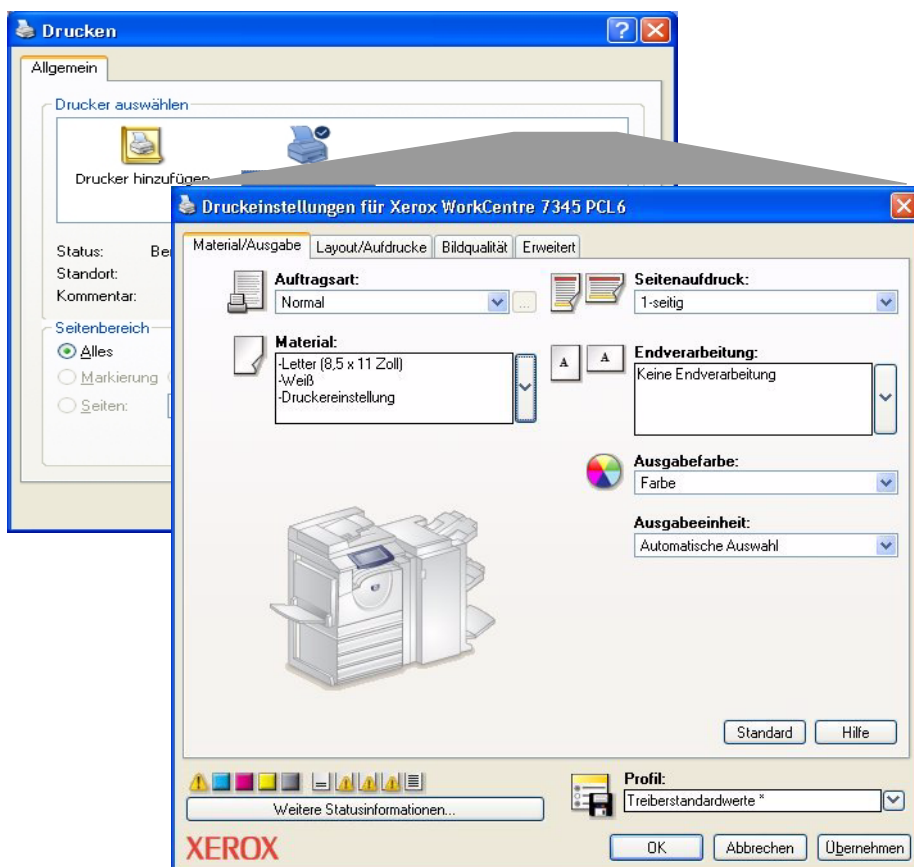 Drucken
Allgemein
Drucker auswählen
Drucker hinzufügen
Status:
Standort:
Kommentar:
Seitenbereich
Alles
Markierung
Seiten:
Druckeinstellungen für Xerox WorkCentre 7345 PCL6
Material/Ausgabe Layout/Aufdrucke Bildqualität Erweitert
Auftragsart:
Normal
...
Seitenaufdruck:
1-seitig
Material:
-Letter (8,5 x 11 Zoll)
-Weiß
-Druckereinstellung
A A
Endverarbeitung:
Keine Endverarbeitung
Ausgabefarbe:
Farbe
Ausgabeeinheit:
Automatische Auswahl
Standard Hilfe
Weitere Statusinformationen...
Profil:
Treiberstandardwerte *
XEROX
OK Abbrechen Übernehmen